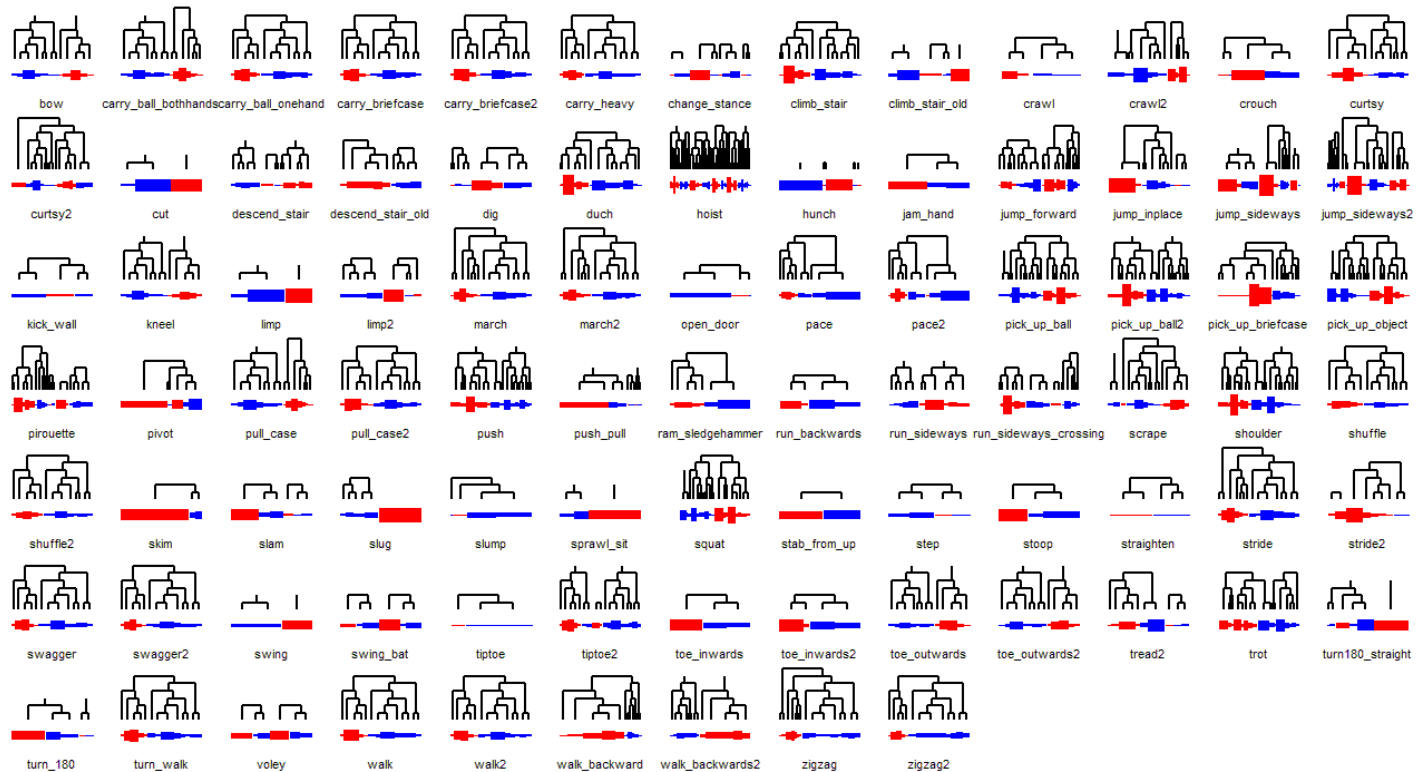 bow carry_ball_bothhands carry_ball_onehand carry_briefcase carry_briefcase2 carry_heavy change_stance climb_stair climb_stair_old crawl crawl2 crouch curtsy
curtsy2 cut descend_stair descend_stair_old dig duch hoist hunch jam_hand jump_forward jump_inplace jump_sideways jump_sideways2
kick_wall kneel limp limp2 march march2 open_door pace pace2 pick_up_ball pick_up_ball2 pick_up_briefcase pick_up_object
pirouette pivot pull_case pull_case2 push push_pull ram_sledgehammer run_backwards run_sideways run_sideways_crossing scrape shoulder shuffle
shuffle2 skim slam slug slump sprawl_sit squat stab_from_up step stoop straighten stride stride2
swagger swagger2 swing swing_bat tiptoe tiptoe2 toe_inwards toe_inwards2 toe_outwards toe_outwards2 tread2 trot turn180_straight
turn_180 turn_walk voley walk walk2 walk_backward walk_backwards2 zigzag zigzag2